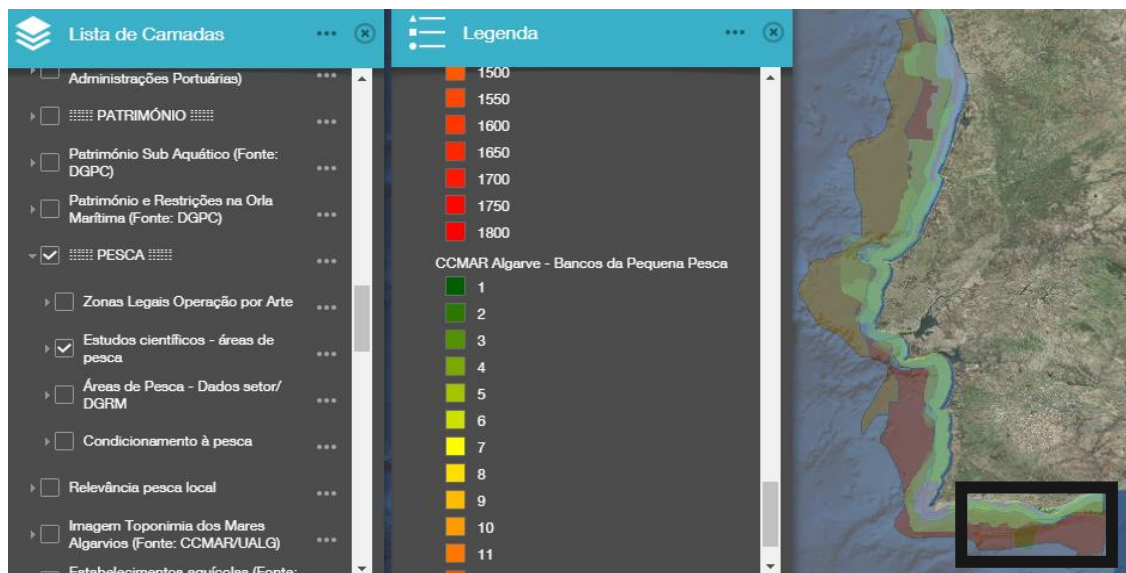 Lista de Camadas
Administrações Portuárias)
PATRIMÓNIO
Património Sub Aquático (Fonte:
DGPC)
Património e Restrições na Orla
Marítima (Fonte: DGPC)
PESCA
Zonas Legais Operação por Arte
Estudos científicos - áreas de
pesca
Áreas de Pesca - Dados setor/
DGRM
Condicionamento à pesca
Relevância pesca local
Imagem Toponimia dos Mares
Algarvios (Fonte: CCMAR/UALG)
Estabelecimentos aquícolas (Fonte:
Legenda
1500
1550
1600
1650
1700
1750
1800
CCMAR Algarve - Bancos da Pequena Pesca
1
2
3
4
5
6
7
8
9
10
11